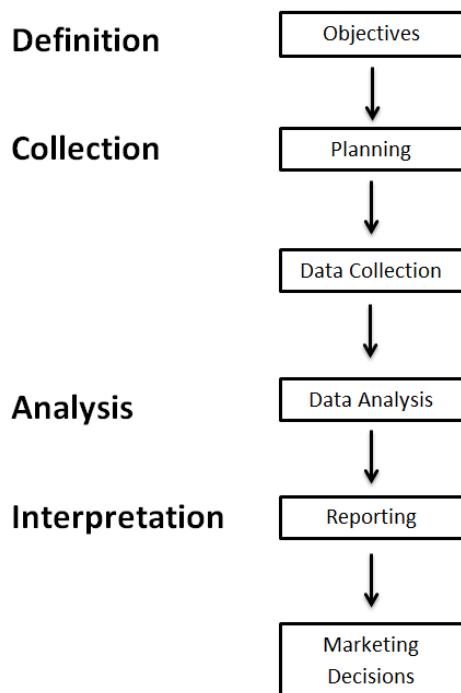 Definition
Objectives
Collection
Planning
Data Collection
Analysis
Data Analysis
Interpretation
Reporting
Marketing
Decisions